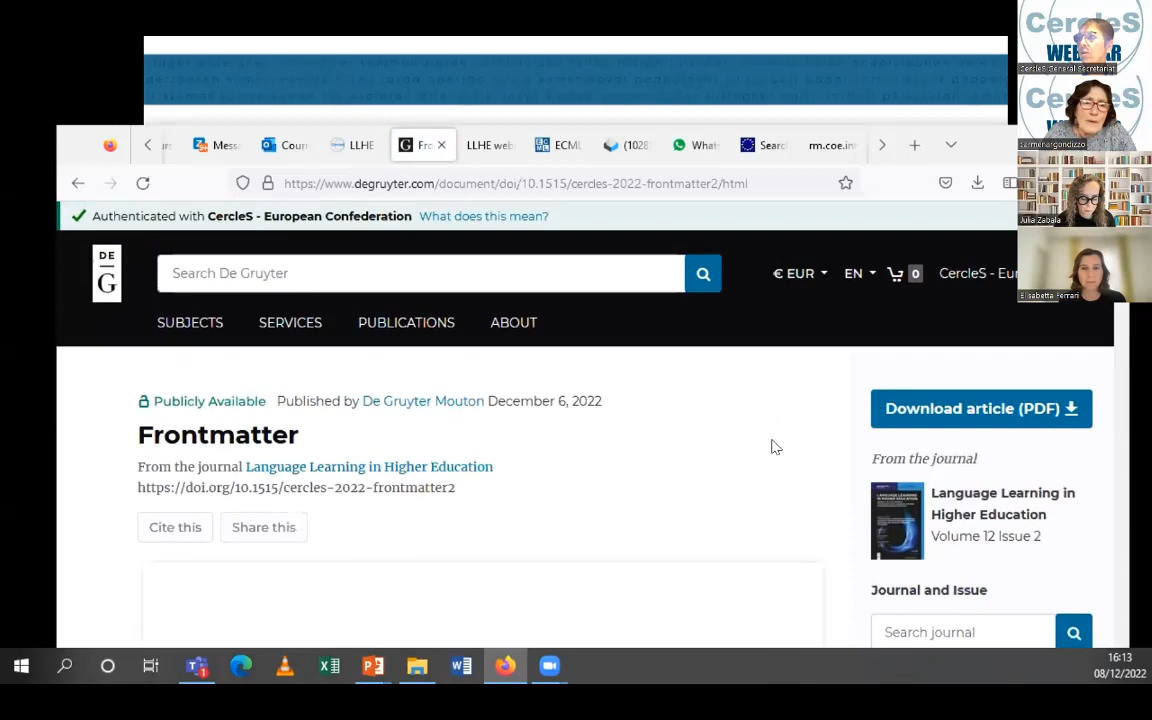 CercleS
WEB AR
CercleS General Secretariat
CercleS
carmenargondizzo
Julia Zabala
Elisabetta Ferrari
Mess
Cour
LLHE
Fro
LLHE web
ECML
(1028
What
Searc
rm.coe.in
https://www.degruyter.com/document/doi/10.1515/cercles-2022-frontmatter2/html
Authenticated with CercleS - European Confederation What does this mean?
DE
G
Search De Gruyter
€ EUR
EN
0
CercleS - Eur
SUBJECTS
SERVICES
PUBLICATIONS
ABOUT
Publicly Available Published by De Gruyter Mouton December 6, 2022
Frontmatter
From the journal Language Learning in Higher Education
https://doi.org/10.1515/cercles-2022-frontmatter2
Cite this
Share this
Download article (PDF)
From the journal
Language Learning in
Higher Education
Volume 12 Issue 2
Journal and Issue
Search journal
16:13
08/12/2022